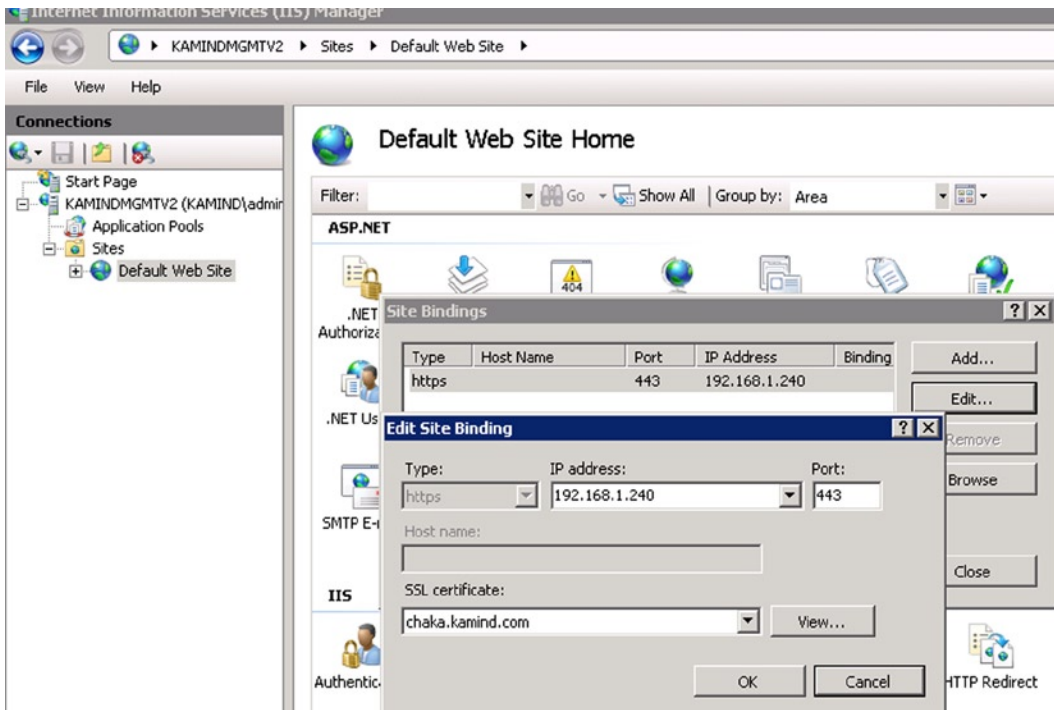 Internet Information Services (IIS) Manager
KAMINDMGMTV2 Sites Default Web Site
File View Help
Connections
Start Page
KAMINDMGMTV2 (KAMIND\admir
Application Pools
Sites
Default Web Site
Default Web Site Home
Filter: Go Show All Group by: Area
ASP.NET
404
.NET
Authoriza
.NET Us
SMTP E-
IIS
Authentic
HTTP Redirect
Site Bindings
Type Host Name Port IP Address Binding
https 443 192.168.1.240
Add...
Edit...
Remove
Browse
Close
Edit Site Binding
Type: IP address: Port:
https 192.168.1.240 443
Host name:
SSL certificate:
chaka.kamind.com View...
OK Cancel